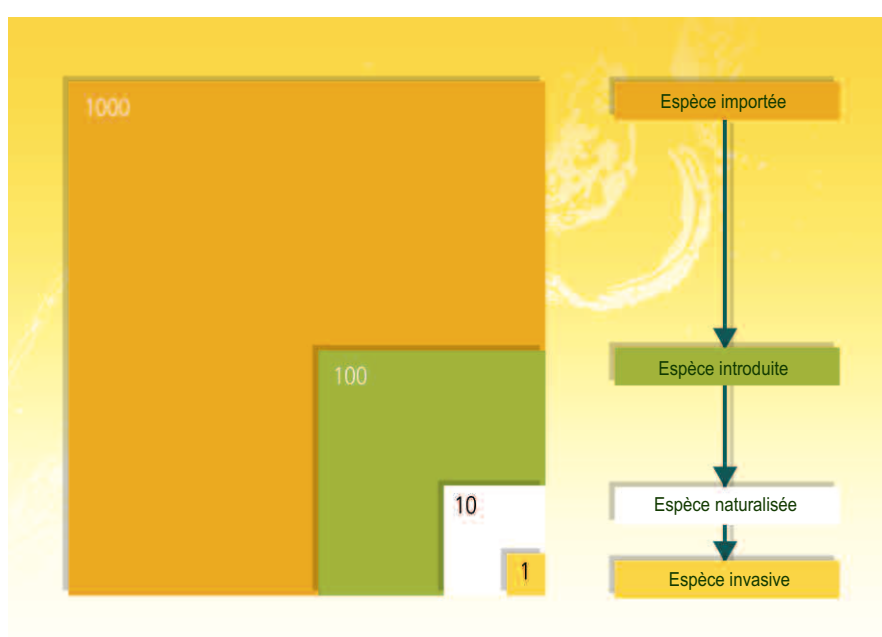 1000
Espèce importée
100
Espèce introduite
10
Espèce naturalisée
1
Espèce invasive